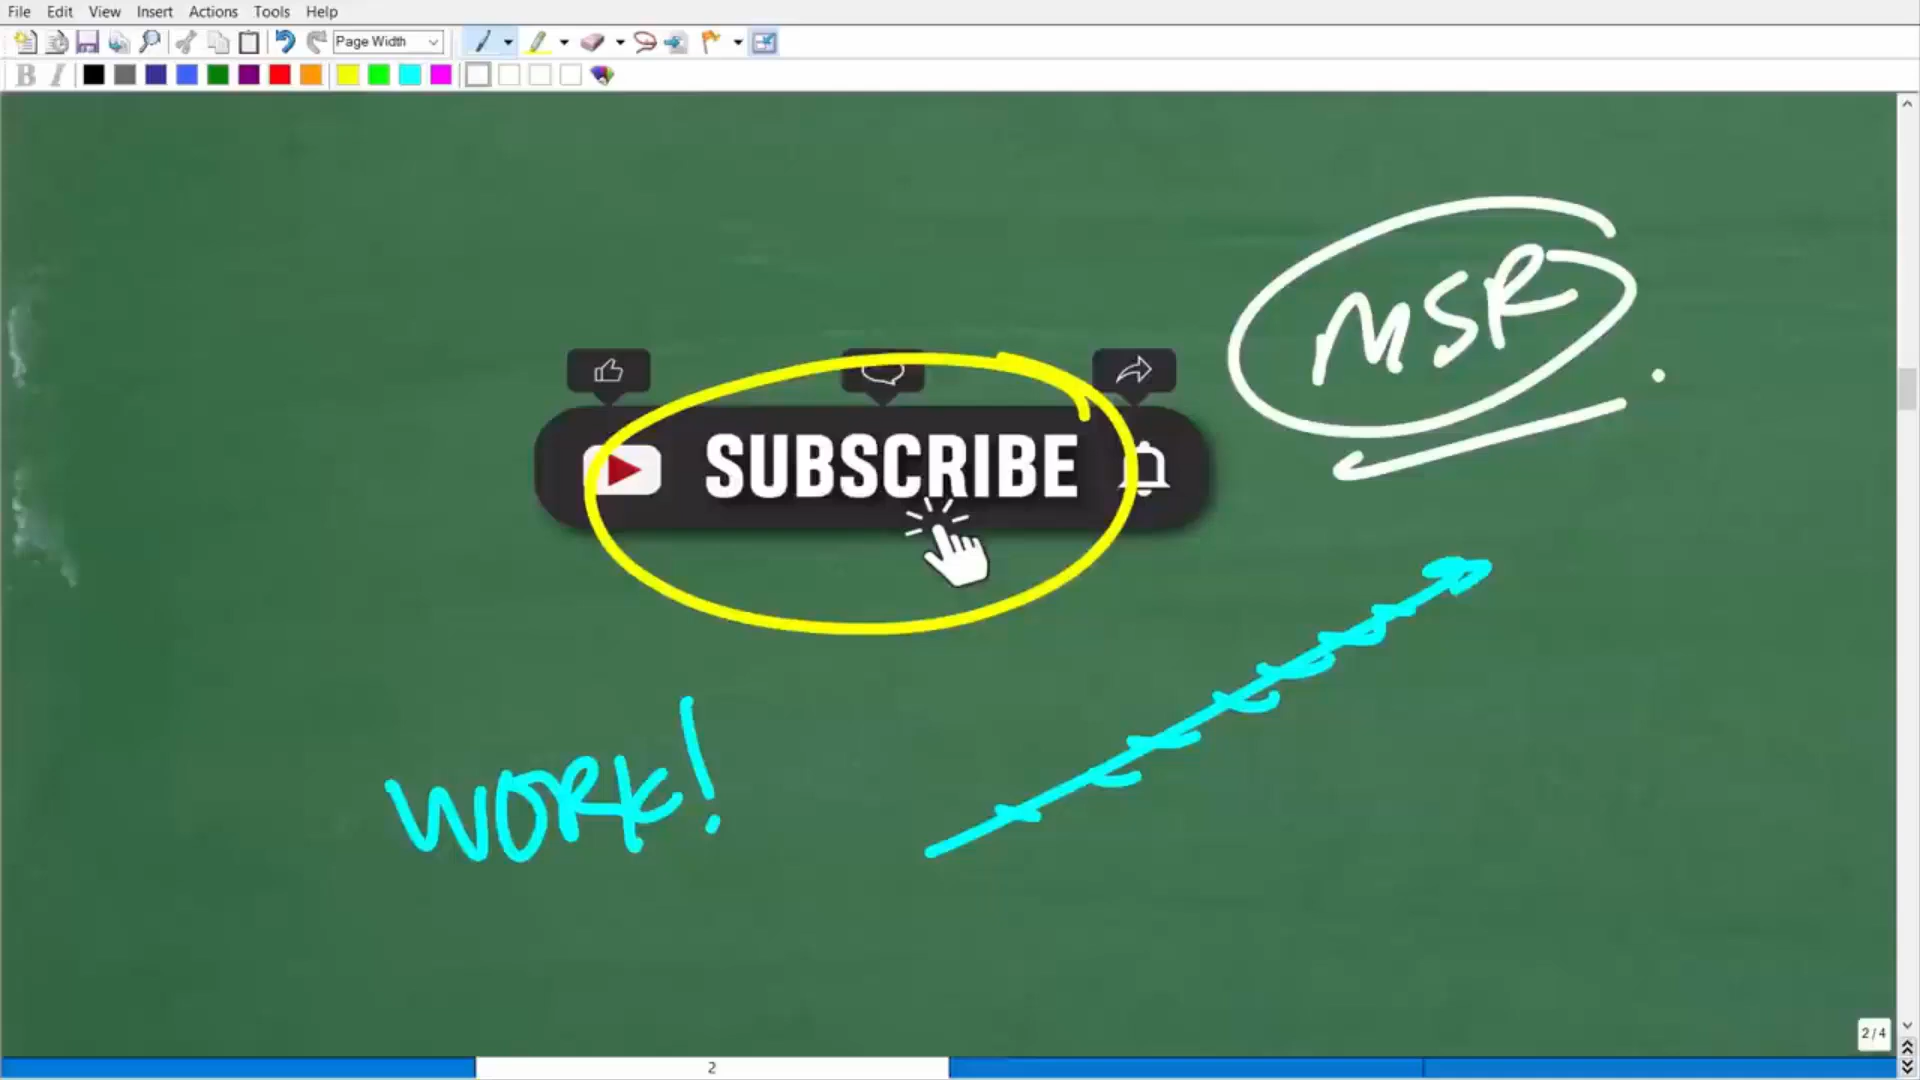 File Edit View Insert Actions Tools Help
Page Width
B I
MSR.
SUBSCRIBE
WORK!
2/4
2